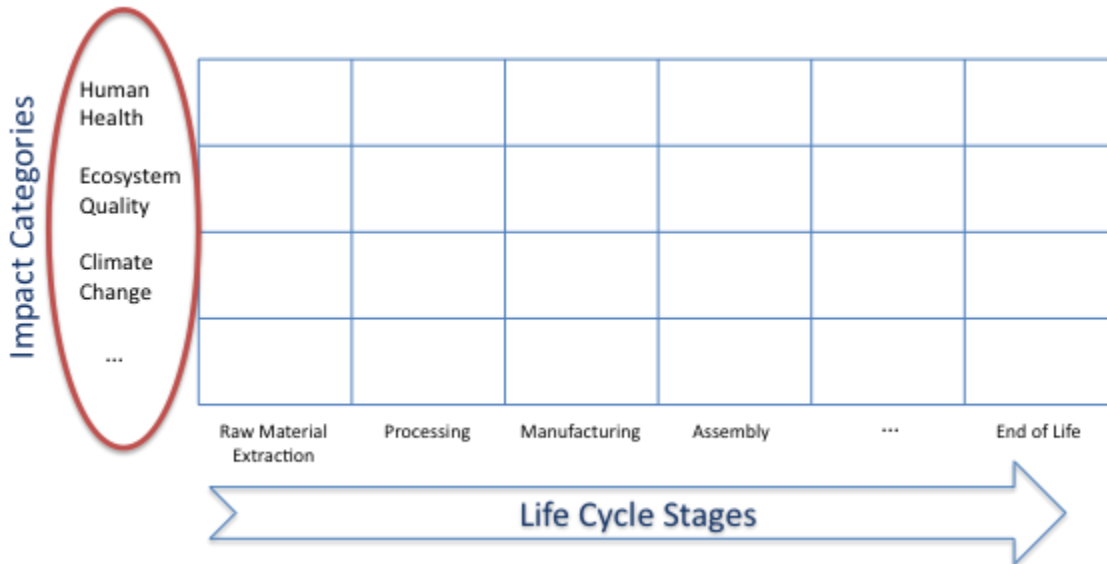 Impact Categories
Human
Health
Ecosystem
Quality
Climate
Change
...
Raw Material
Extraction
Processing
Manufacturing
Assembly
...
End of Life
Life Cycle Stages